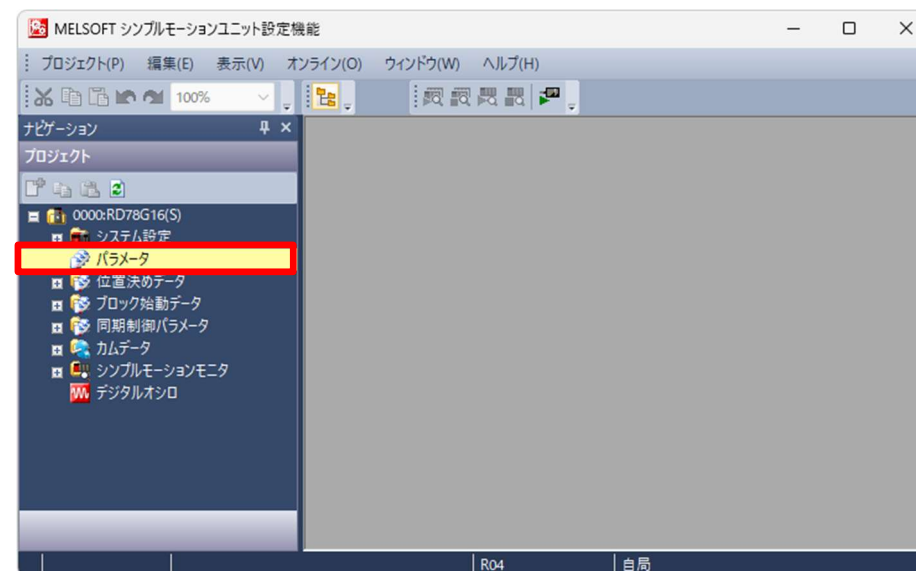 MELSOFT シンプルモーションユニット設定機能
プロジェクト(P) 編集(E) 表示(V) オンライン(O) ウィンドウ(W) ヘルプ(H)
100%
ナビゲーション
プロジェクト
0000:RD78G16(S)
システム設定
パラメータ
位置決めデータ
ブロック始動データ
同期制御パラメータ
カムデータ
シンプルモーションモニタ
デジタルオシロ
R04 自局